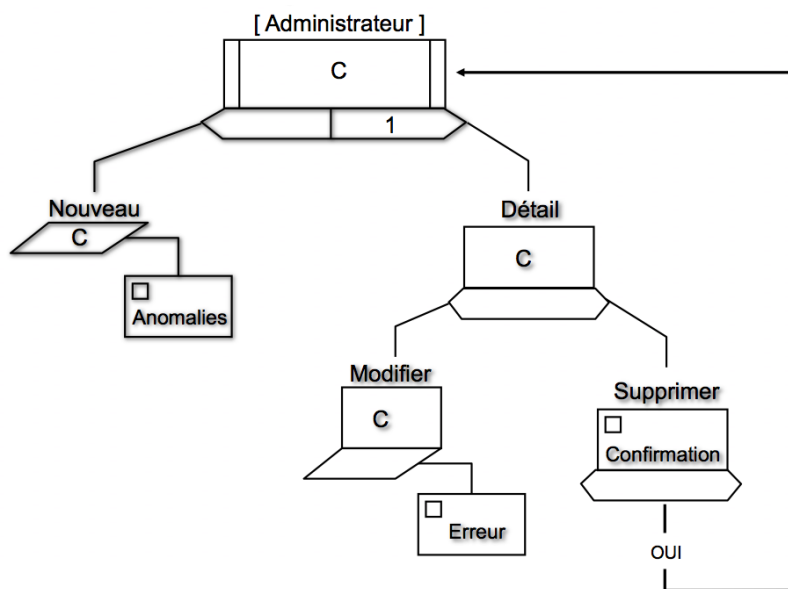 [ Administrateur ]
C
1
Nouveau
C
Anomalies
Détail
C
Modifier
C
Erreur
Supprimer
Confirmation
OUI